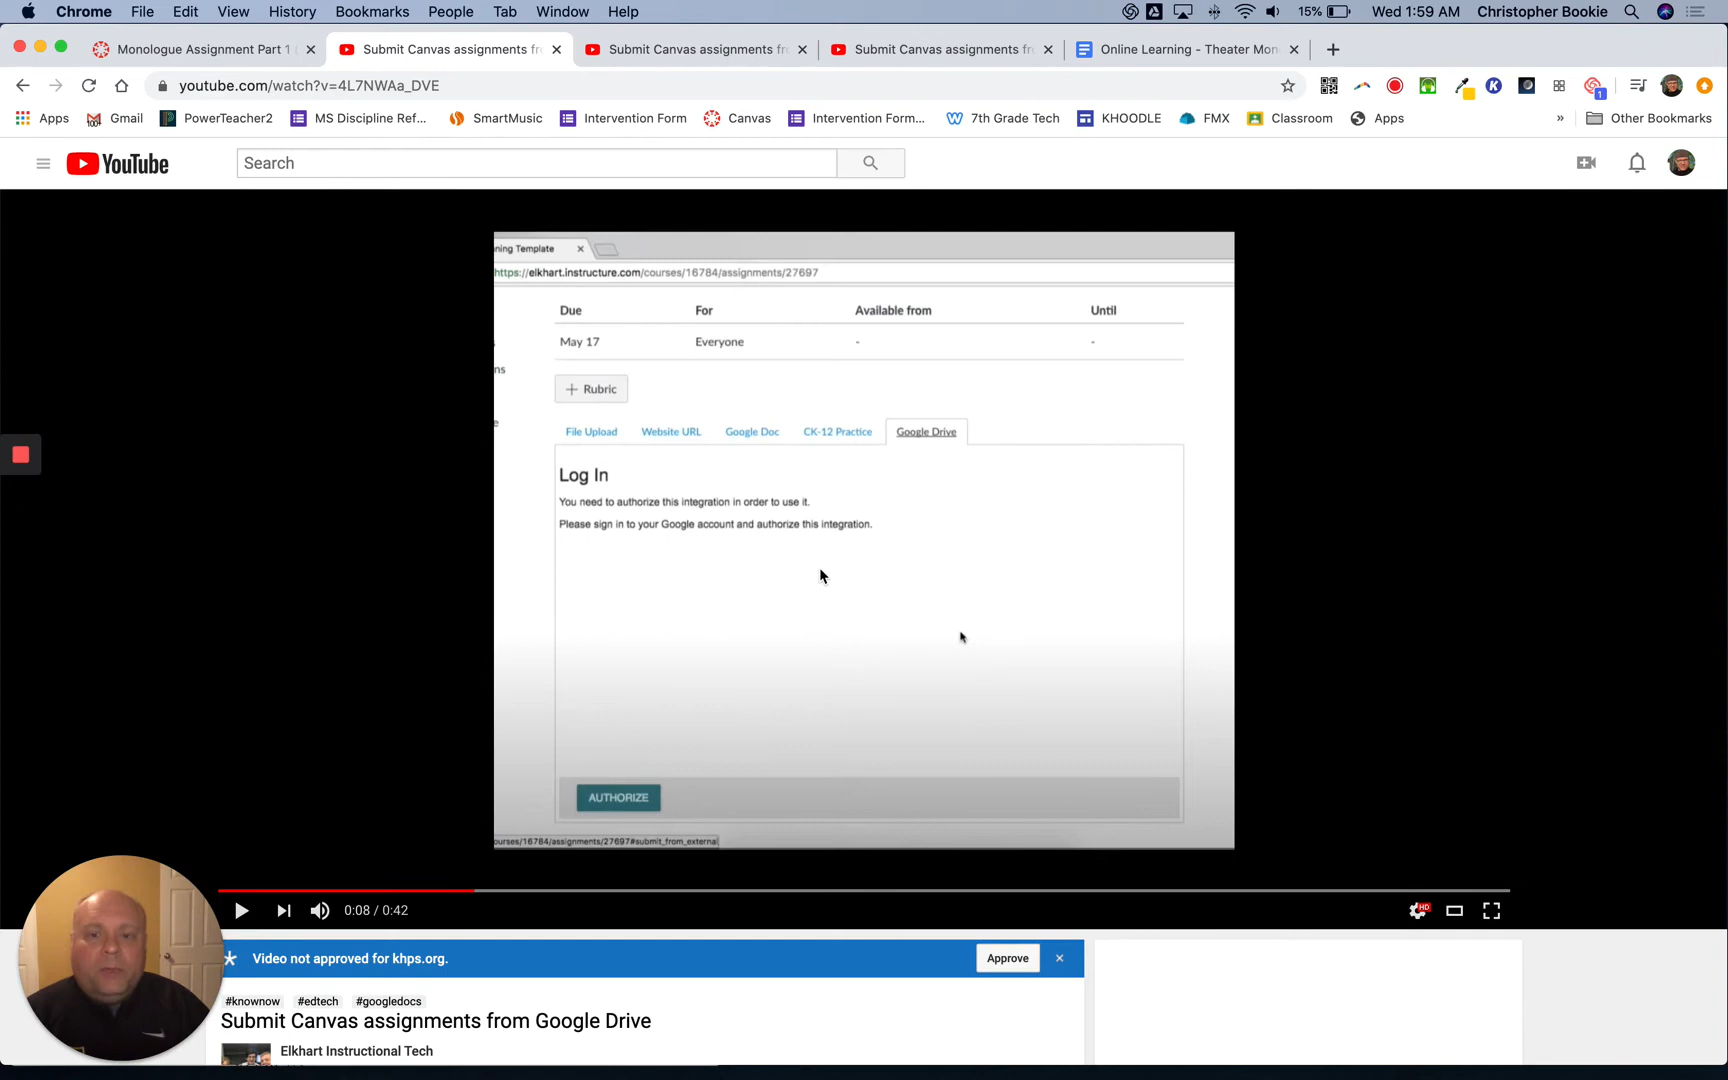 Chrome File Edit View History Bookmarks People Tab Window Help 15% Wed 1:59 AM Christopher Bookie
Monologue Assignment Part 1 Submit Canvas assignments fr Submit Canvas assignments fr Submit Canvas assignments fr Online Learning - Theater Mon
youtube.com/watch?v=4L7NWAa_DVE 1
Apps Gmail PowerTeacher2 MS Discipline Ref... SmartMusic Intervention Form Canvas Intervention Form... 7th Grade Tech KHOODLE FMX Classroom Apps » Other Bookmarks
YouTube Search
ning Template
https://elkhart.instructure.com/courses/16784/assignments/27697
Due For Available from Until
May 17 Everyone - -
ns
+ Rubric
e
File Upload Website URL Google Doc CK-12 Practice Google Drive
Log In
You need to authorize this integration in order to use it.
Please sign in to your Google account and authorize this integration.
AUTHORIZE
ourses/16784/assignments/27697#submit_from_external
0:08 / 0:42 HD
Video not approved for khps.org. Approve
#knownow #edtech #googledocs
Submit Canvas assignments from Google Drive
Elkhart Instructional Tech